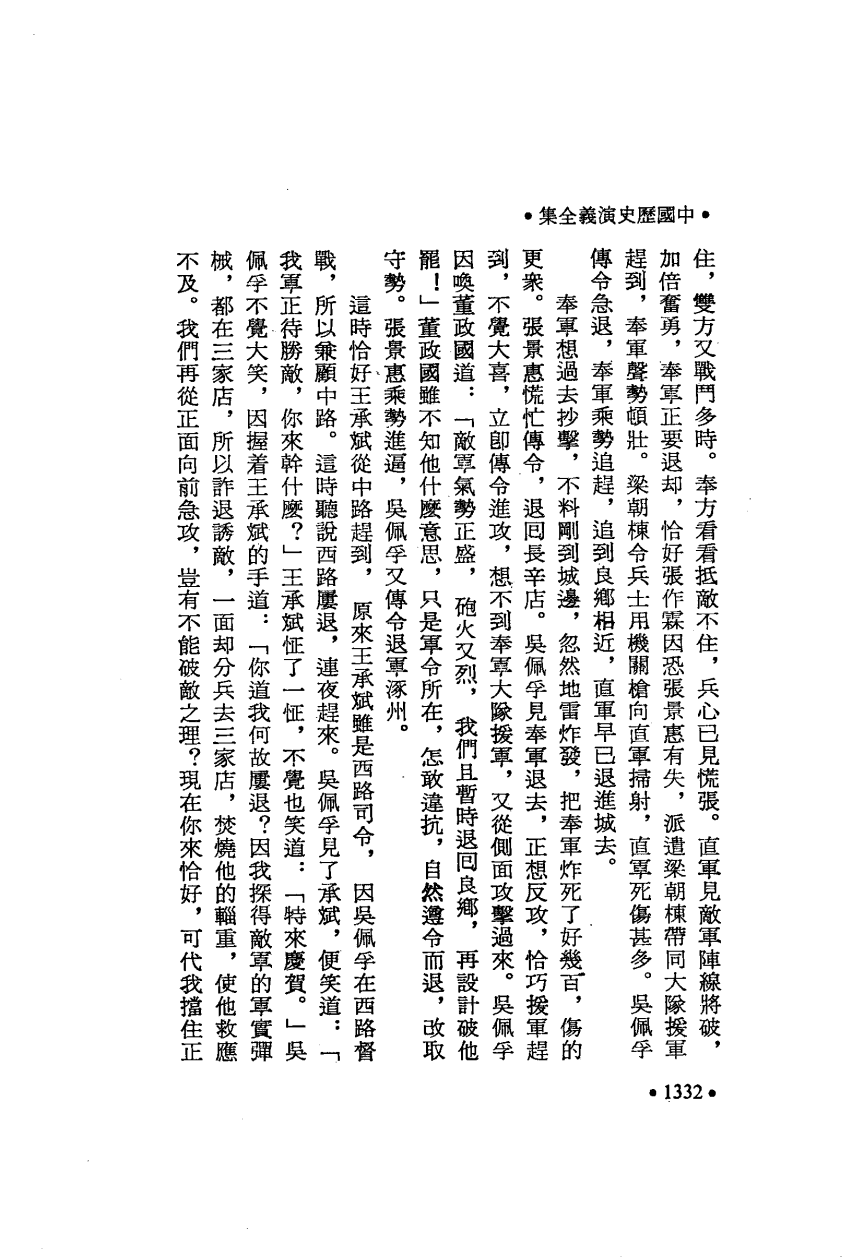 •中國歷史演義全集•
住，雙方又戰鬥多時。奉方看看抵敵不住，兵心已見慌張。直軍見敵軍陣線將破，
加倍奮勇，奉軍正要退却，恰好張作霖因恐張景惠有失，派遣梁朝棟帶同大隊援軍
趕到，奉軍聲勢頓壯。梁朝棟令兵士用機關槍向直軍掃射，直軍死傷甚多。吳佩孚
傳令急退，奉軍乘勢追趕，追到良鄉相近，直軍早已退進城去。
奉軍想過去抄擊，不料剛到城邊，忽然地雷炸發，把奉軍炸死了好幾百，傷的
更衆。張景惠慌忙傳令，退回長辛店。吳佩孚見奉軍退去，正想反攻，恰巧援軍趕
到，不覺大喜，立卽傳令進攻，想不到奉軍大隊援軍，又從側面攻擊過來。吳佩孚
因喚董政國道：「敵軍氣勢正盛，砲火又烈，我們且暫時退回良鄉，再設計破他
罷！」董政國雖不知他什麼意思，只是軍令所在，怎敢違抗，自然遵令而退，改取
守勢。張景惠乘勢進逼，吳佩孚又傳令退軍涿州。
這時恰好王承斌從中路趕到，原來王承斌雖是西路司令，因吳佩孚在西路督
戰，所以兼顧中路。這時聽說西路屢退，連夜趕來。吳佩孚見了承斌，便笑道：「
我軍正待勝敵，你來幹什麼？」王承斌怔了一怔，不覺也笑道：「特來慶賀。」吳
佩孚不覺大笑，因握着王承斌的手道：「你道我何故屢退？因我探得敵軍的軍實彈
械，都在三家店，所以詐退誘敵，一面却分兵去三家店，焚燒他的輜重，使他救應
不及。我們再從正面向前急攻，豈有不能破敵之理？現在你來恰好，可代我擋住正
•1332•